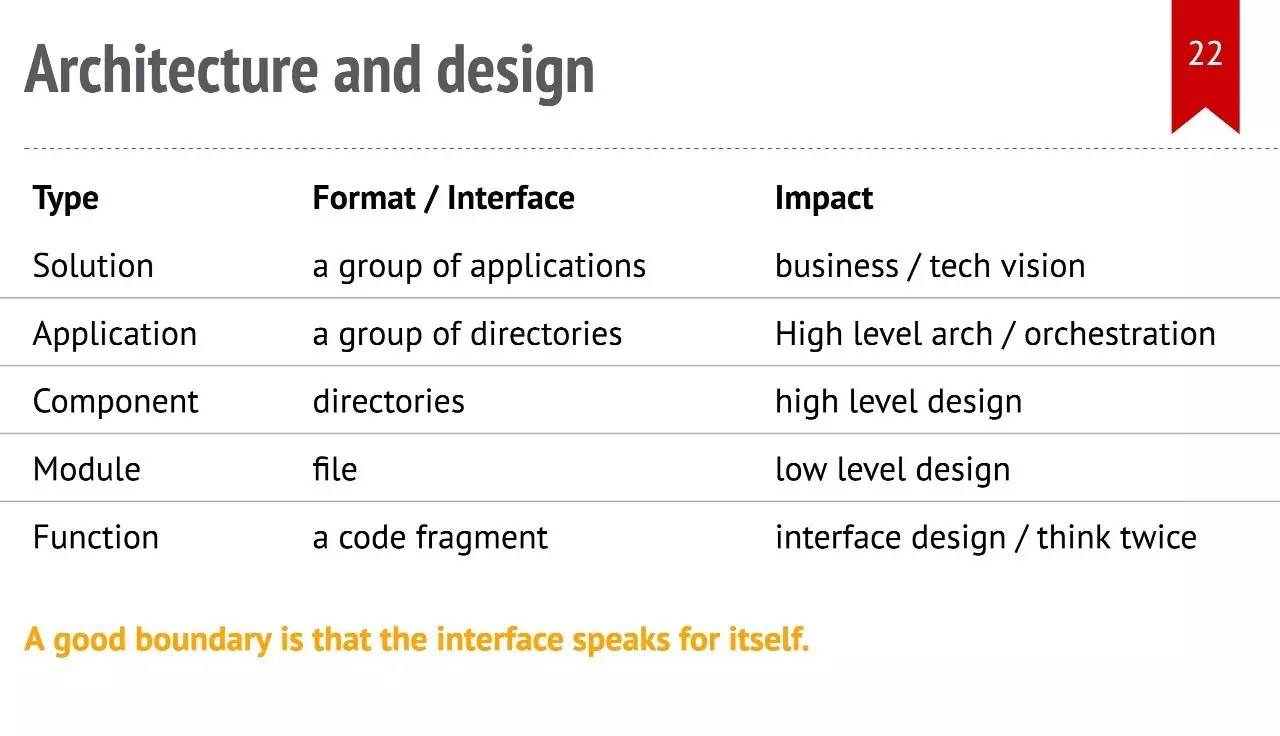 Architecture and design
22
Type Format / Interface Impact
Solution a group of applications business / tech vision
Application a group of directories High level arch / orchestration
Component directories high level design
Module file low level design
Function a code fragment interface design / think twice
A good boundary is that the interface speaks for itself.